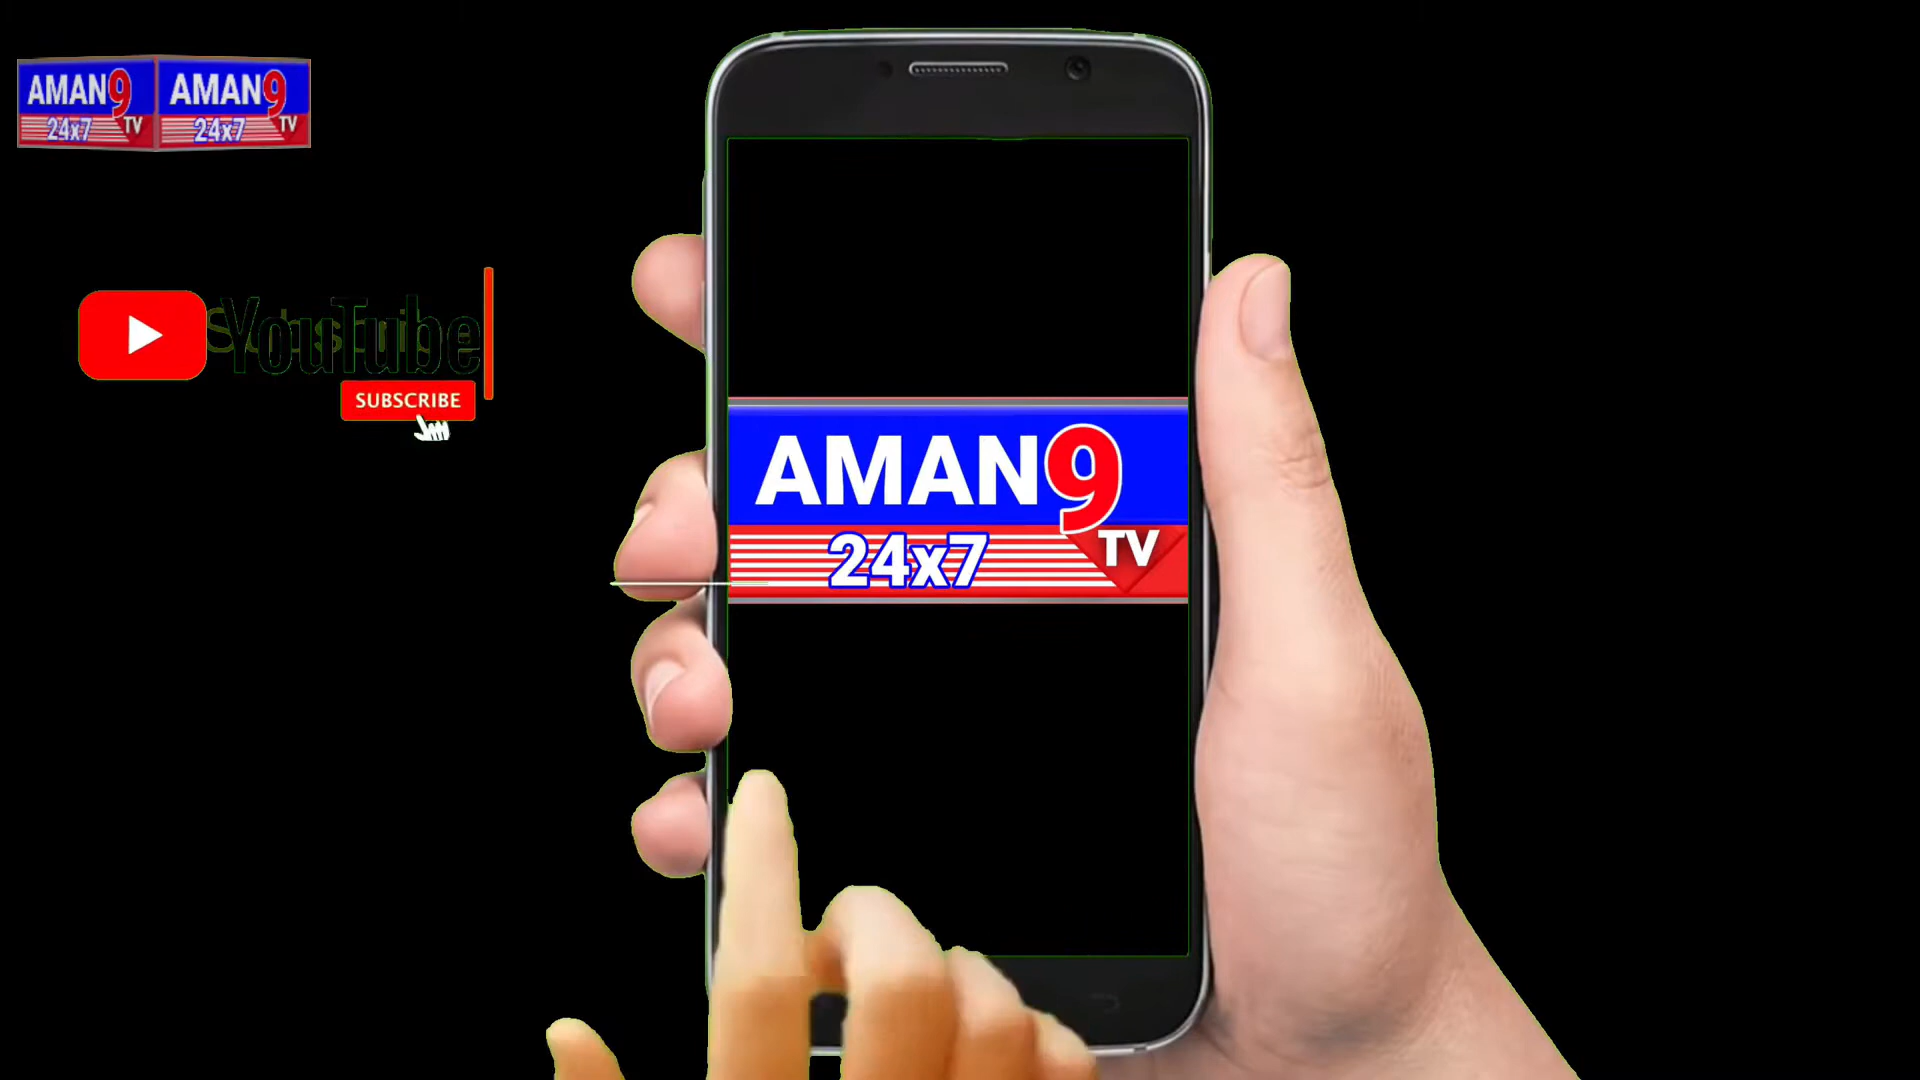 AMAN9 AMAN9
24x7 TV 24x7 TV
YouTube
SUBSCRIBE
AMAN9
24x7 TV